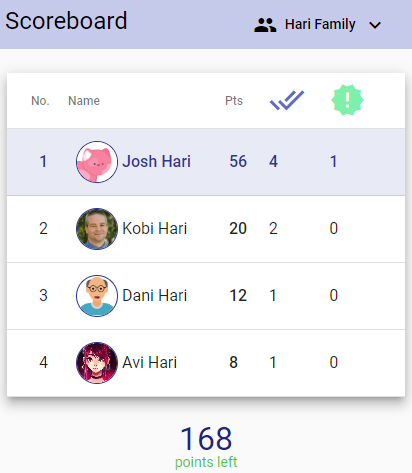 Scoreboard Hari Family
No. Name Pts
1 Josh Hari 56 4 1
2 Kobi Hari 20 2 0
3 Dani Hari 12 1 0
4 Avi Hari 8 1 0
168
points left